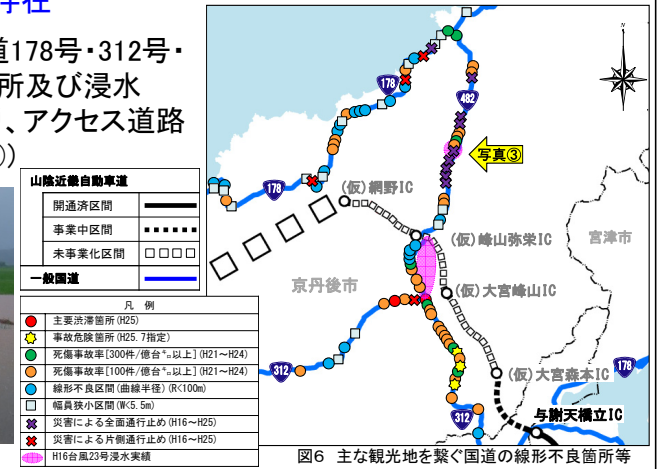 存在
道178号・312号・
所及び浸水
、アクセス道路
山陰近畿自動車道
開通済区間
事業中区間
未事業化区間
一般国道
凡 例
主要渋滞箇所(H25)
事故危険箇所(H25.7指定)
死傷事故率[300件/億台㌔以上](H21～H24)
死傷事故率[100件/億台㌔以上](H21～H24)
線形不良区間(曲線半径)(R<100m)
幅員狭小区間(W<5.5m)
災害による全面通行止め(H16～H25)
災害による片側通行止め(H16～H25)
H16台風23号浸水実績
178
482
写真③
178
(仮)網野IC
(仮)峰山弥栄IC
宮津市
京丹後市
(仮)大宮峰山IC
312
(仮)大宮森本IC
178
312
与謝天橋立IC
N
図6 主な観光地を繋ぐ国道の線形不良箇所等